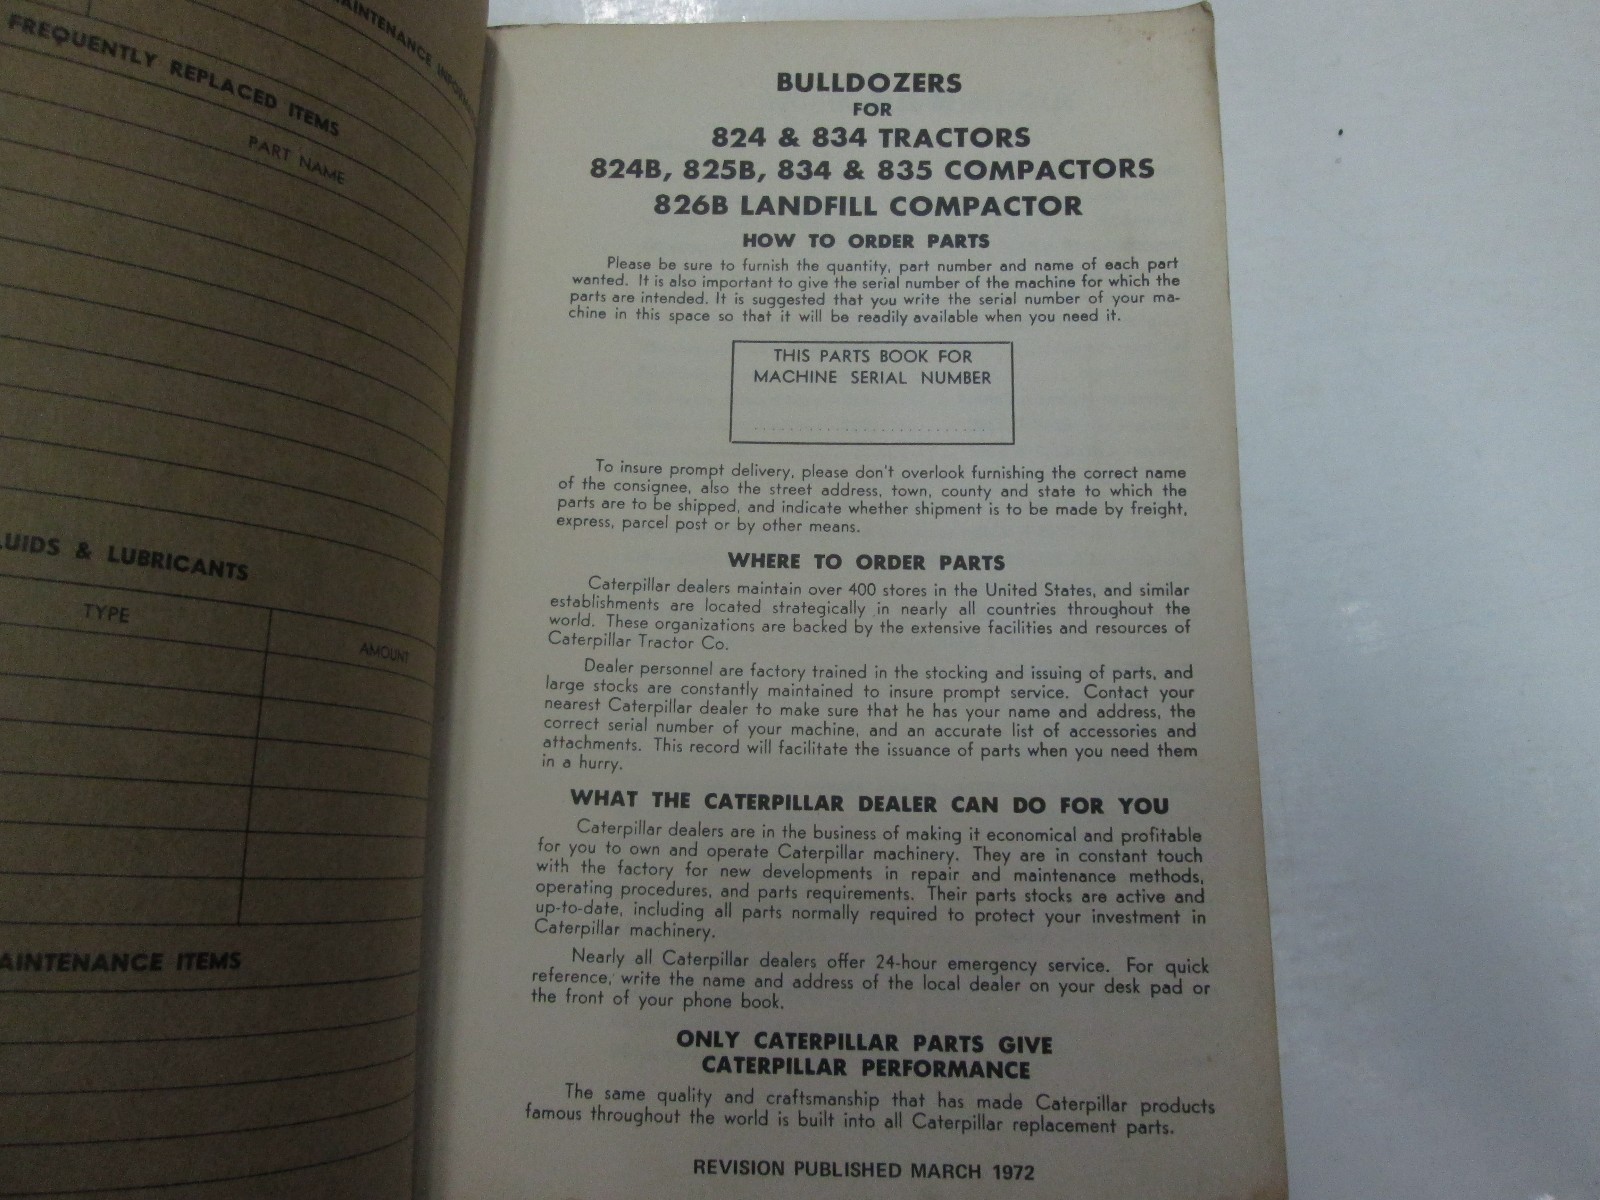 MAINTENANCE
FREQUENTLY REPLACED ITEMS
PART NAME
& LUBRICANTS
TYPE
AMOUNT
MAINTENANCE ITEMS
BULLDOZERS
FOR
824 & 834 TRACTORS
824B, 825B, 834 & 835 COMPACTORS
826B LANDFILL COMPACTOR
HOW TO ORDER PARTS
Please be sure to furnish the quantity, part number and name of each part
wanted. It is also important to give the serial number of the machine for which the
parts are intended. It is suggested that you write the serial number of your ma-
chine in this space so that it will be readily available when you need it.
THIS PARTS BOOK FOR
MACHINE SERIAL NUMBER
To insure prompt delivery, please don't overlook furnishing the correct name
of the consignee, also the street address, town, county and state to which the
parts are to be shipped, and indicate whether shipment is to be made by freight,
express, parcel post or by other means.
WHERE TO ORDER PARTS
Caterpillar dealers maintain over 400 stores in the United States, and similar
establishments are located strategically in nearly all countries throughout the
world. These organizations are backed by the extensive facilities and resources of
Caterpillar Tractor Co.
Dealer personnel are factory trained in the stocking and issuing of parts, and
large stocks are constantly maintained to insure prompt service. Contact your
nearest Caterpillar dealer to make sure that he has your name and address, the
correct serial number of your machine, and an accurate list of accessories and
attachments. This record will facilitate the issuance of parts when you need them
in a hurry.
WHAT THE CATERPILLAR DEALER CAN DO FOR YOU
Caterpillar dealers are in the business of making it economical and profitable
for you to own and operate Caterpillar machinery. They are in constant touch
with the factory for new developments in repair and maintenance methods,
operating procedures, and parts requirements. Their parts stocks are active and
up-to-date, including all parts normally required to protect your investment in
Caterpillar machinery.
Nearly all Caterpillar dealers offer 24-hour emergency service. For quick
reference, write the name and address of the local dealer on your desk pad or
the front of your phone book.
ONLY CATERPILLAR PARTS GIVE
CATERPILLAR PERFORMANCE
The same quality and craftsmanship that has made Caterpillar products
famous throughout the world is built into all Caterpillar replacement parts.
REVISION PUBLISHED MARCH 1972